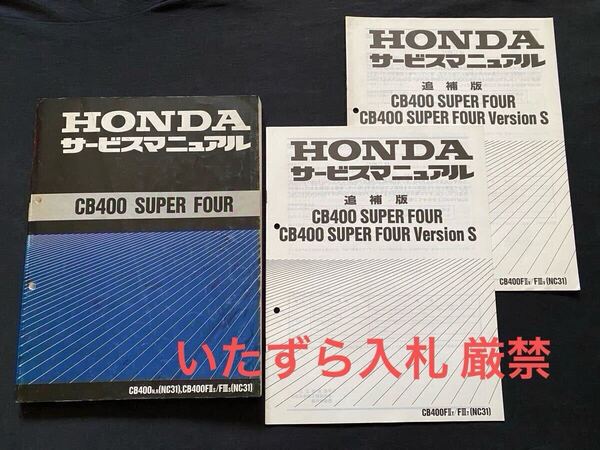 HONDA
サービスマニュアル
CB400 SUPER FOUR
HONDA
サービスマニュアル
追補版
CB400 SUPER FOUR
CB400 SUPER FOUR Version S
CB400FⅡ
HONDA
サービスマニュアル
追補版
CB400 SUPER FOUR
CB400 SUPER FOUR Version S
(NC31)
いたずら入札 厳禁